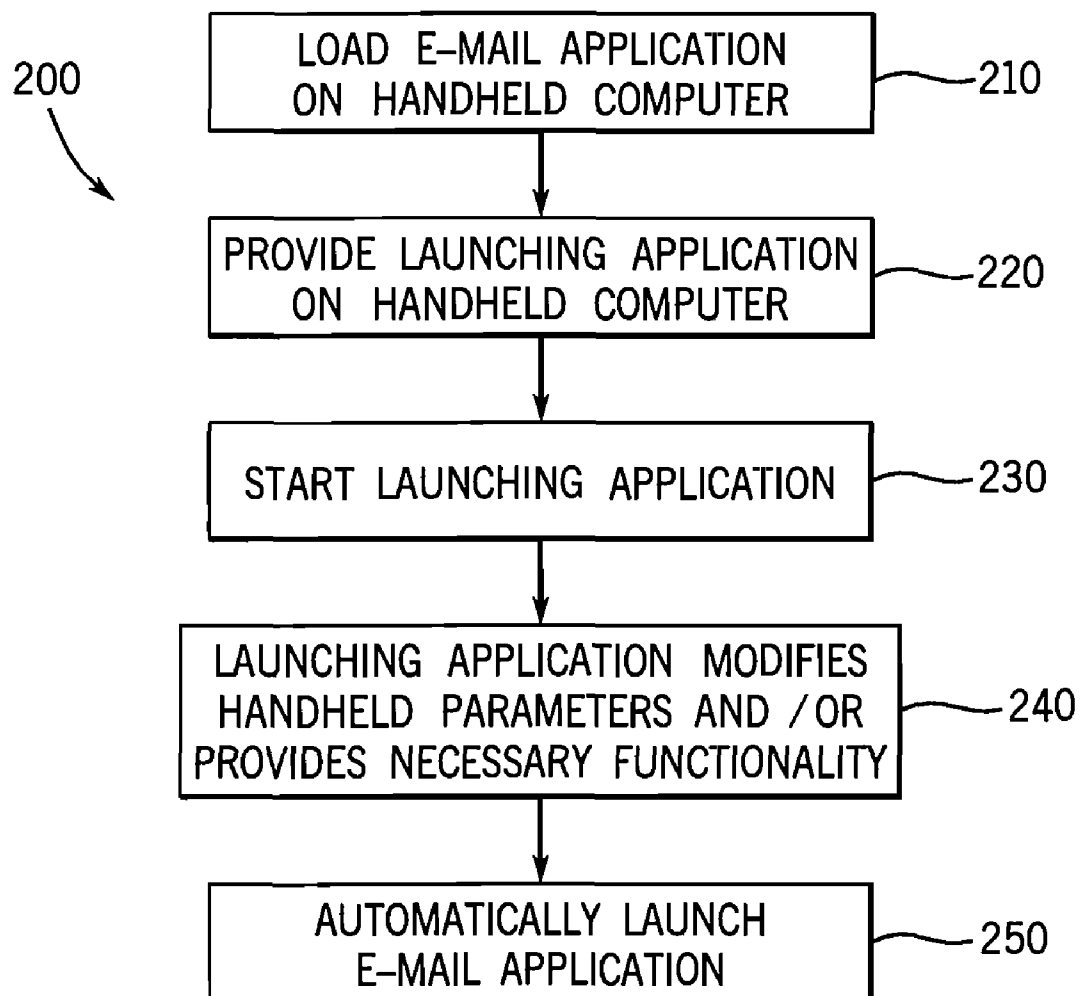 200
LOAD E-MAIL APPLICATION
ON HANDHELD COMPUTER
210
PROVIDE LAUNCHING APPLICATION
ON HANDHELD COMPUTER
220
START LAUNCHING APPLICATION
230
LAUNCHING APPLICATION MODIFIES
HANDHELD PARAMETERS AND /OR
PROVIDES NECESSARY FUNCTIONALITY
240
AUTOMATICALLY LAUNCH
E-MAIL APPLICATION
250